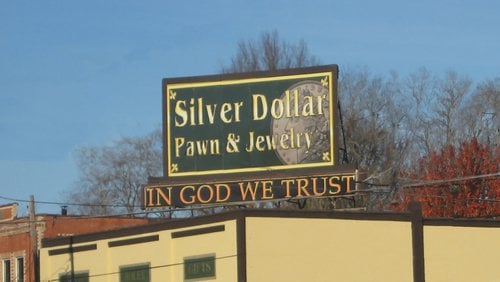 Silver Dollar
Pawn & Jewelry
IN GOD WE TRUST